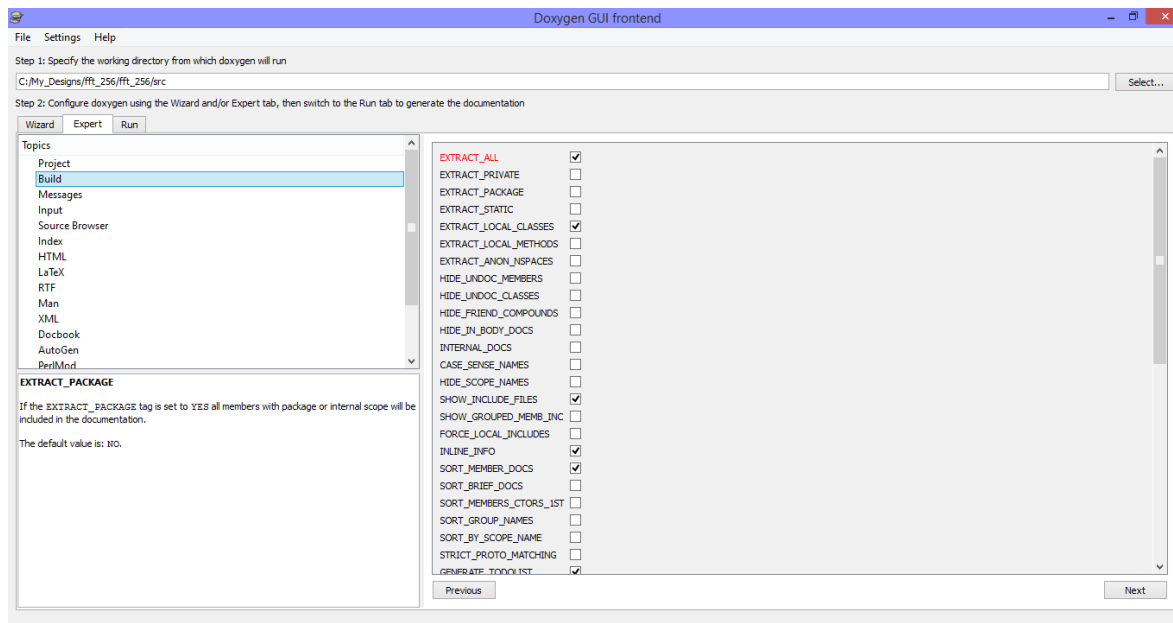 Doxygen GUI frontend
File Settings Help
Step 1: Specify the working directory from which doxygen will run
C:/My_Designs/fft_256/fft_256/src
Select...
Step 2: Configure doxygen using the Wizard and/or Expert tab, then switch to the Run tab to generate the documentation
Wizard Expert Run
Topics
Project
Build
Messages
Input
Source Browser
Index
HTML
LaTeX
RTF
Man
XML
Docbook
AutoGen
PerlMod
EXTRACT_PACKAGE
If the EXTRACT_PACKAGE tag is set to YES all members with package or internal scope will be
included in the documentation.
The default value is: NO.
EXTRACT_ALL
EXTRACT_PRIVATE
EXTRACT_PACKAGE
EXTRACT_STATIC
EXTRACT_LOCAL_CLASSES
EXTRACT_LOCAL_METHODS
EXTRACT_ANON_NSPACES
HIDE_UNDOC_MEMBERS
HIDE_UNDOC_CLASSES
HIDE_FRIEND_COMPOUNDS
HIDE_IN_BODY_DOCS
INTERNAL_DOCS
CASE_SENSE_NAMES
HIDE_SCOPE_NAMES
SHOW_INCLUDE_FILES
SHOW_GROUPED_MEMB_INC
FORCE_LOCAL_INCLUDES
INLINE_INFO
SORT_MEMBER_DOCS
SORT_BRIEF_DOCS
SORT_MEMBERS_CTORS_1ST
SORT_GROUP_NAMES
SORT_BY_SCOPE_NAME
STRICT_PROTO_MATCHING
GENERATE_TODOLIST
Previous
Next